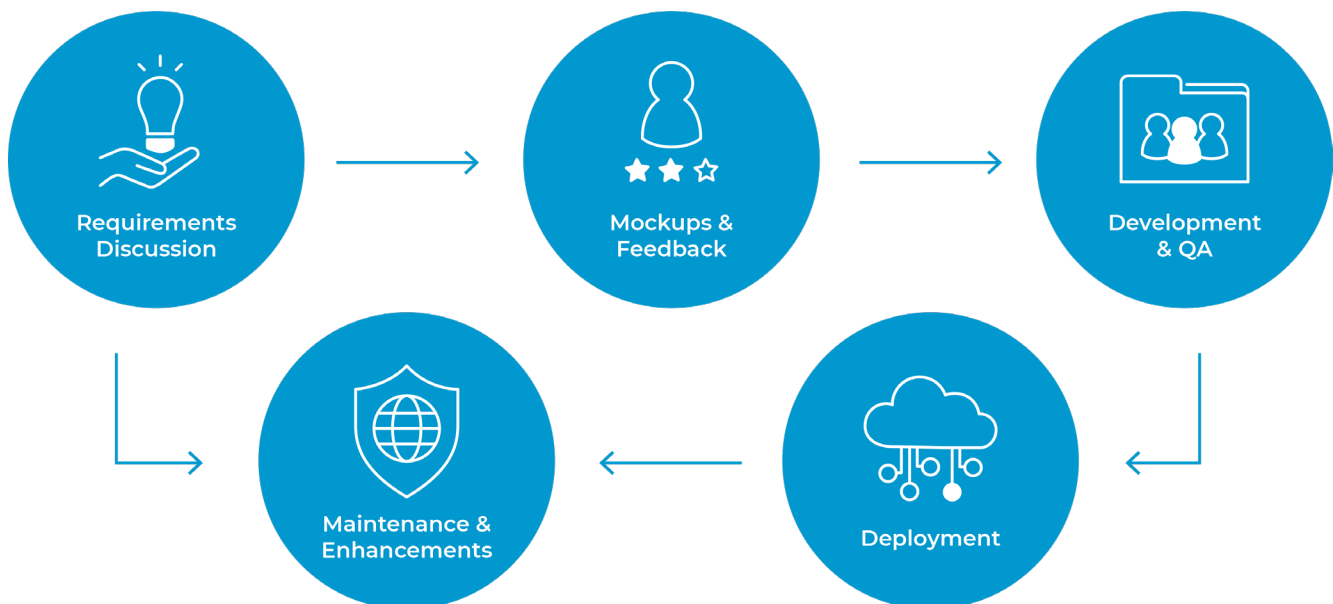 Requirements
Discussion
Mockups &
Feedback
Development
& QA
Maintenance &
Enhancements
Deployment